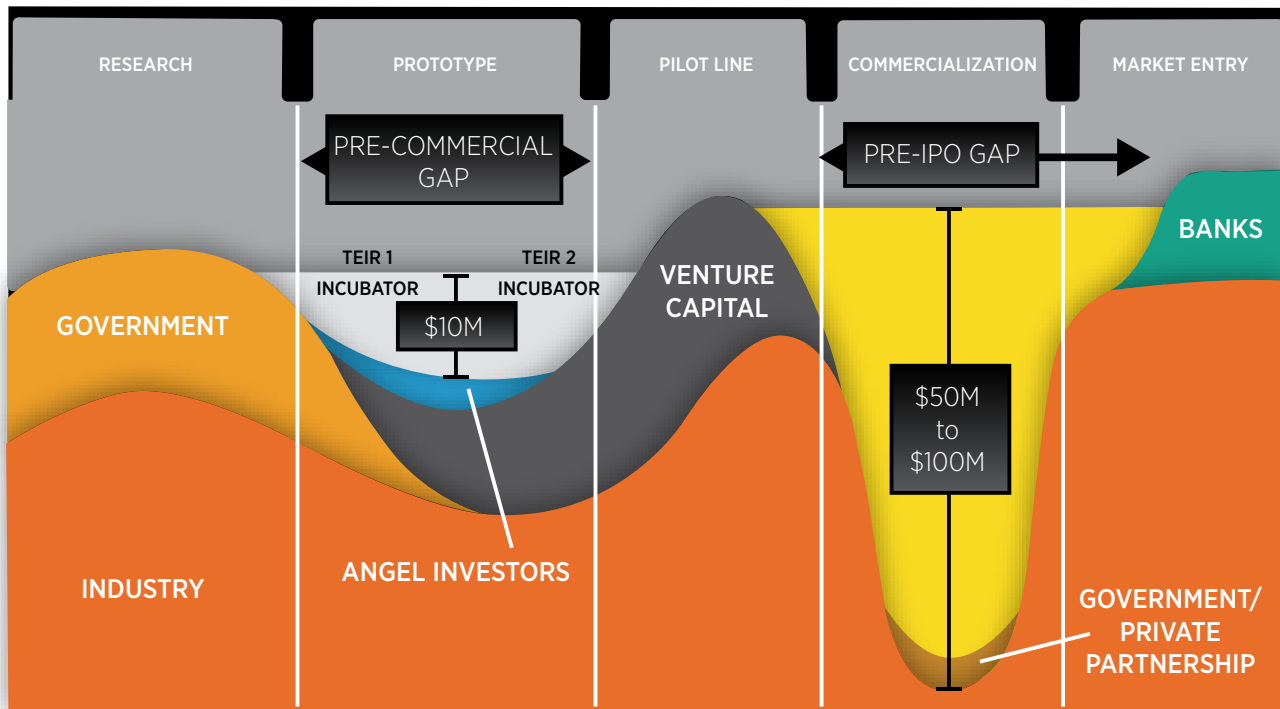 RESEARCH
PROTOTYPE
PILOT LINE
COMMERCIALIZATION
MARKET ENTRY
PRE-COMMERCIAL
GAP
PRE-IPO GAP
TEIR 1
INCUBATOR
TEIR 2
INCUBATOR
$10M
GOVERNMENT
VENTURE
CAPITAL
BANKS
$50M
to
$100M
INDUSTRY
ANGEL INVESTORS
GOVERNMENT/
PRIVATE
PARTNERSHIP